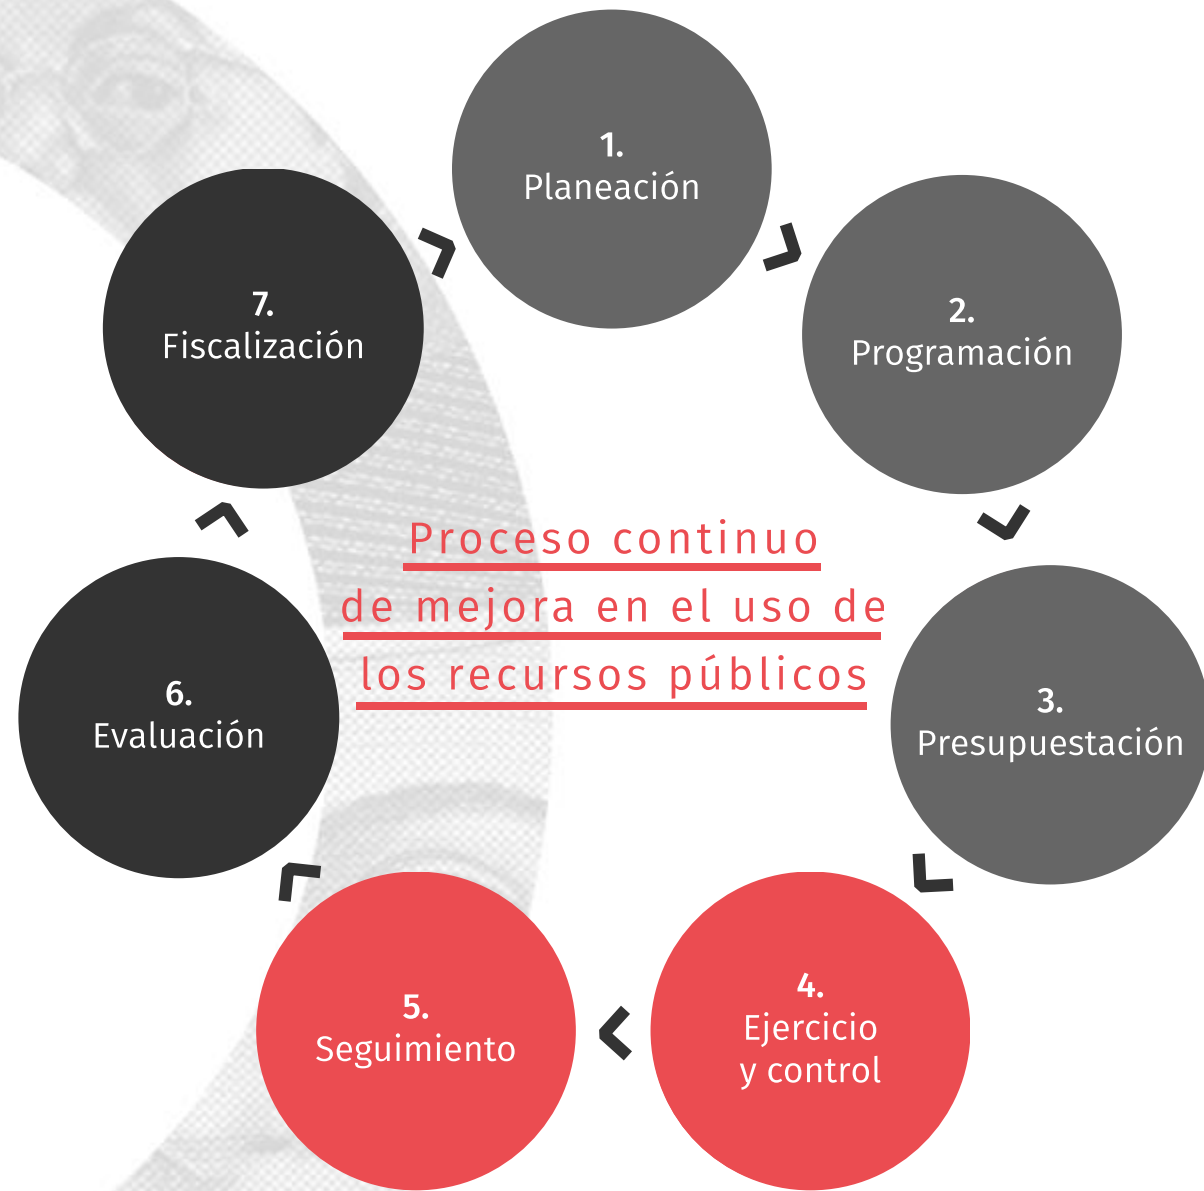 1.
Planeación
2.
Programación
3.
Presupuestación
4.
Ejercicio
y control
5.
Seguimiento
6.
Evaluación
7.
Fiscalización
Proceso continuo
de mejora en el uso de
los recursos públicos